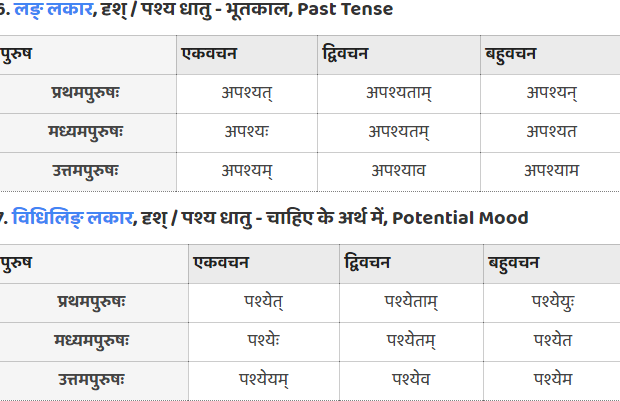 6. लङ् लकार, दृश् / पश्य धातु - भूतकाल, Past Tense
पुरुष एकवचन द्विवचन बहुवचन
प्रथमपुरुषः अपश्यत् अपश्यताम् अपश्यन्
मध्यमपुरुषः अपश्यः अपश्यतम् अपश्यत
उत्तमपुरुषः अपश्यम् अपश्याव अपश्याम
7. विधिलिङ् लकार, दृश् / पश्य धातु - चाहिए के अर्थ में, Potential Mood
पुरुष एकवचन द्विवचन बहुवचन
प्रथमपुरुषः पश्येत् पश्येताम् पश्येयुः
मध्यमपुरुषः पश्येः पश्येतम् पश्येत
उत्तमपुरुषः पश्येयम् पश्येव पश्येम